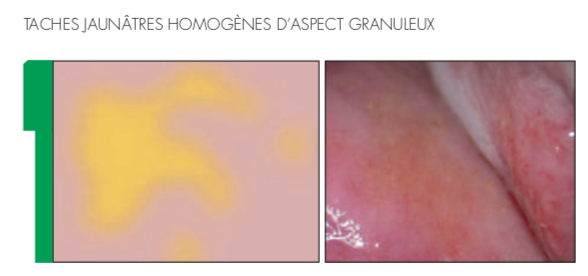 TACHES JAUNÂTRES HOMOGÈNES D’ASPECT GRANULEUX